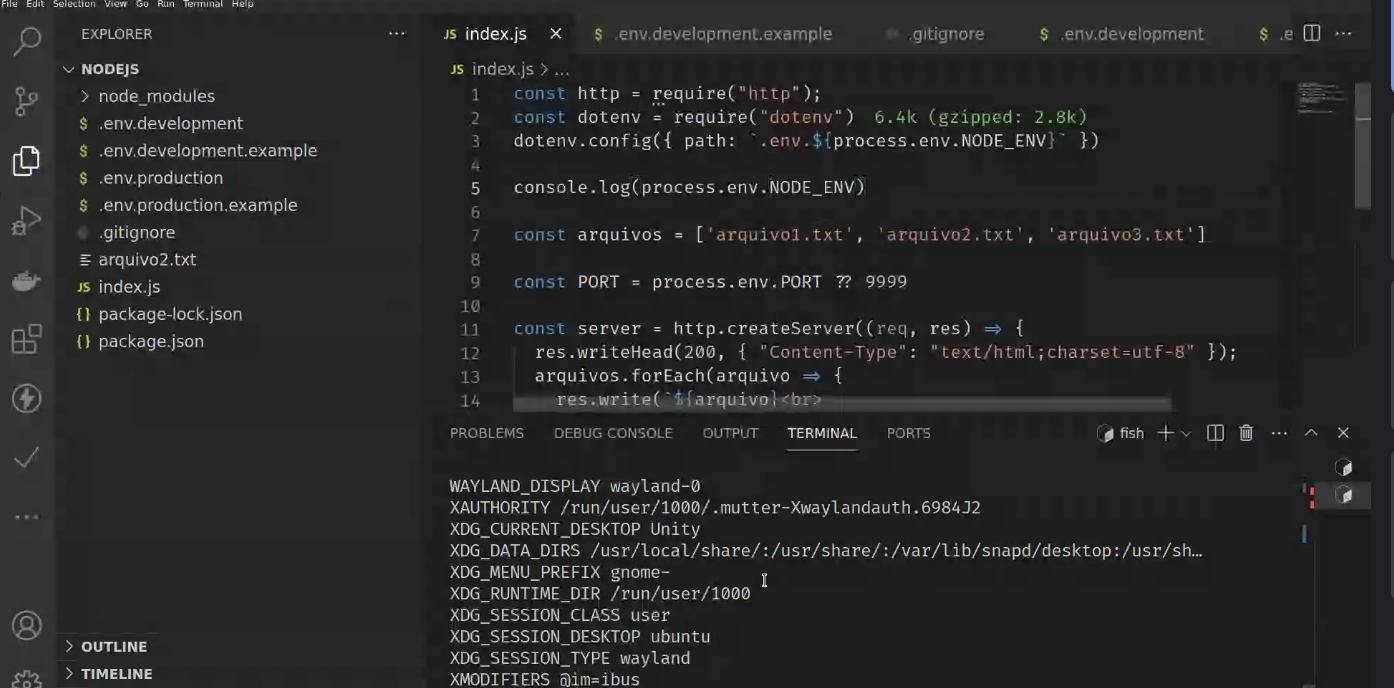 File Edit Selection View Go Run Terminal Help
EXPLORER
NODEJS
node_modules
.env.development
.env.development.example
.env.production
.env.production.example
.gitignore
arquivo2.txt
JS index.js
{} package-lock.json
{} package.json
OUTLINE
TIMELINE
JS index.js
$ .env.development.example
.gitignore
$ .env.development
$ .e
JS index.js > ...
1 const http = require("http");
2 const dotenv = require("dotenv") 6.4k (gzipped: 2.8k)
3 dotenv.config({ path: `.env.${process.env.NODE_ENV}` })
4
5 console.log(process.env.NODE_ENV)
6
7 const arquivos = ['arquivo1.txt', 'arquivo2.txt', 'arquivo3.txt']
8
9 const PORT = process.env.PORT ?? 9999
10
11 const server = http.createServer((req, res) ⇒ {
12 res.writeHead(200, { "Content-Type": "text/html;charset=utf-8" });
13 arquivos.forEach(arquivo ⇒ {
14 res.write(`${arquivo}<br>
PROBLEMS DEBUG CONSOLE OUTPUT TERMINAL PORTS
fish
WAYLAND_DISPLAY wayland-0
XAUTHORITY /run/user/1000/.mutter-Xwaylandauth.6984J2
XDG_CURRENT_DESKTOP Unity
XDG_DATA_DIRS /usr/local/share/:/usr/share/:/var/lib/snapd/desktop:/usr/sh…
XDG_MENU_PREFIX gnome-
XDG_RUNTIME_DIR /run/user/1000
XDG_SESSION_CLASS user
XDG_SESSION_DESKTOP ubuntu
XDG_SESSION_TYPE wayland
XMODIFIERS @im=ibus